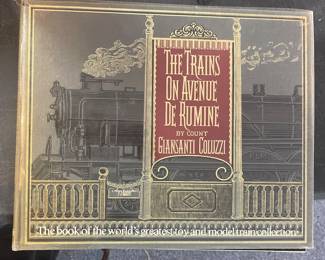 THE TRAINS
ON AVENUE
DE RUMINE
BY COUNT
GIANSANTI COLUZZI
The book of the world's greatest toy and model train collection